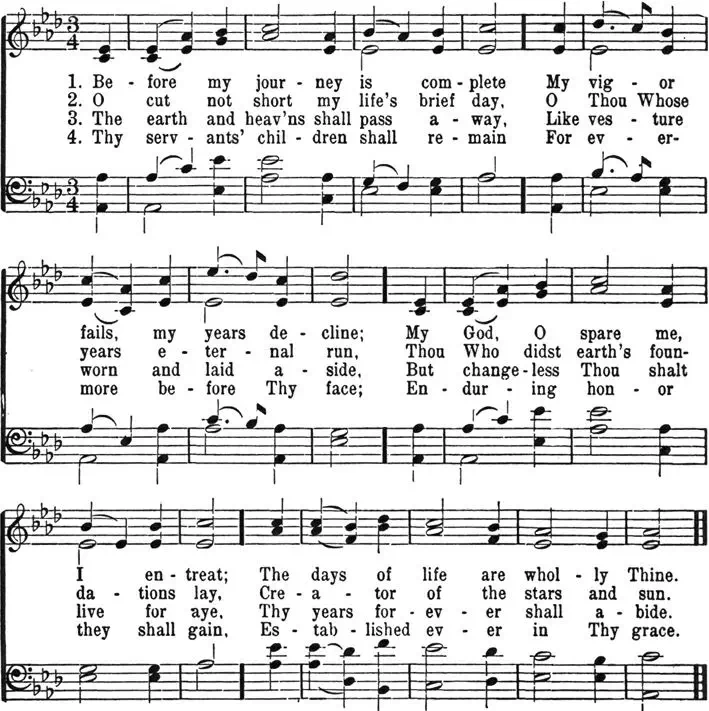 3 4
1. Be - fore my jour - ney is com - plete My vig - or
2. O cut not short my life's brief day, O Thou Whose
3. The earth and heav'ns shall pass a - way, Like ves - ture
4. Thy serv - ants' chil - dren shall re - main For ev - er-
3 4
fails, my years de - cline; My God, O spare me,
years e - ter - nal run, Thou Who didst earth's foun-
worn and laid a - side, But change - less Thou shalt
more be - fore Thy face; En - dur - ing hon - or
I en - treat; The days of life are whol - ly Thine.
da - tions lay, Cre - a - tor of the stars and sun.
live for aye, Thy years for - ev - er shall a - bide.
they shall gain, Es - tab - lished ev - er in Thy grace.